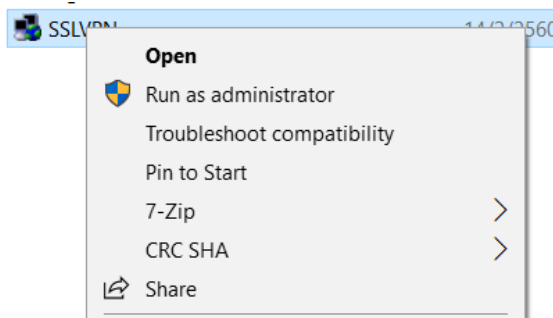 SSLVPN
Open
Run as administrator
Troubleshoot compatibility
Pin to Start
7-Zip
CRC SHA
Share